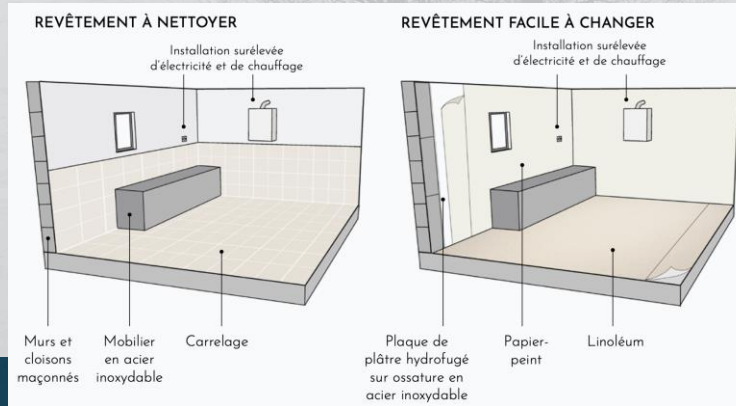 REVÊTEMENT À NETTOYER
Installation surélevée
d'électricité et de chauffage
Murs et
cloisons
maçonnés
Mobilier
en acier
inoxydable
Carrelage
REVÊTEMENT FACILE À CHANGER
Installation surélevée
d'électricité et de chauffage
Plaque de
plâtre hydrofugé
sur ossature en
acier inoxydable
Papier-
peint
Linoléum